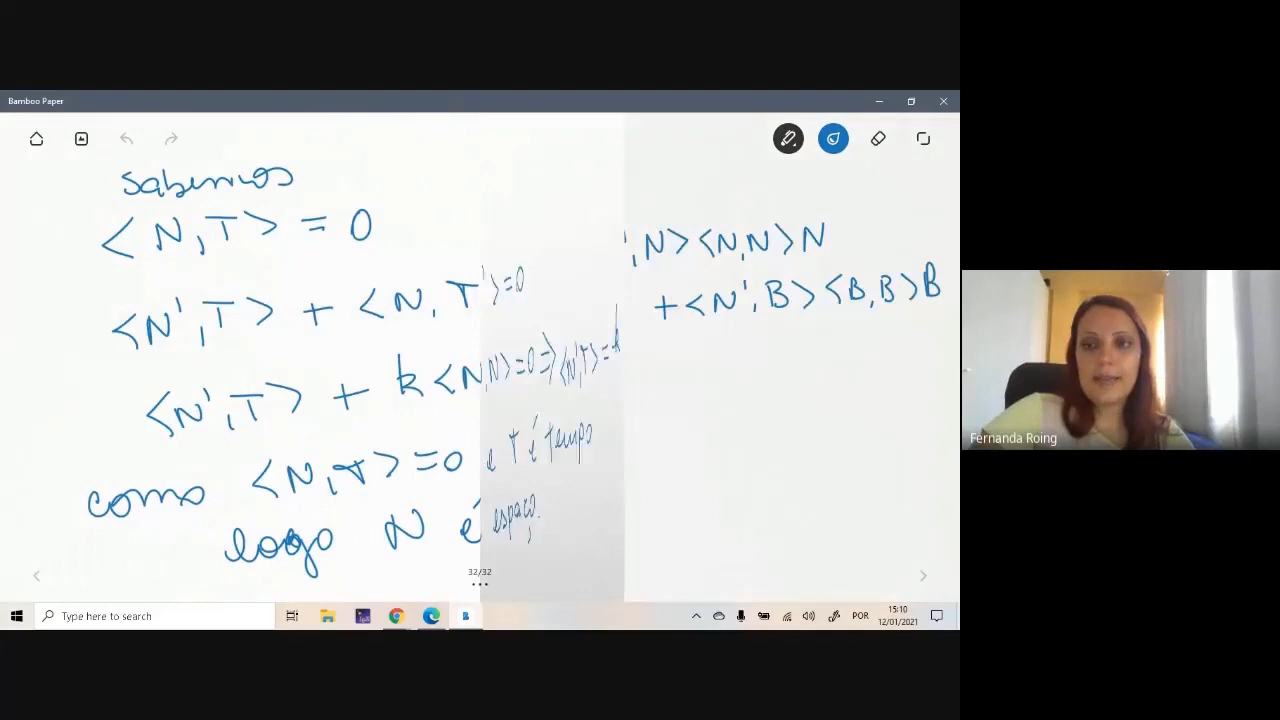 Bamboo Paper
sabemos
<N,T> = 0
<N',T> + <N,T'>=0
<N',T> + k<N,N>=0=><N',T>=-k
como <N,T>=0 e T é tempo
logo N é espaço.
',N><N,N>N
+<N',B><B,B>B
32/32
Fernanda Roing
Type here to search
POR
15:10
12/01/2021